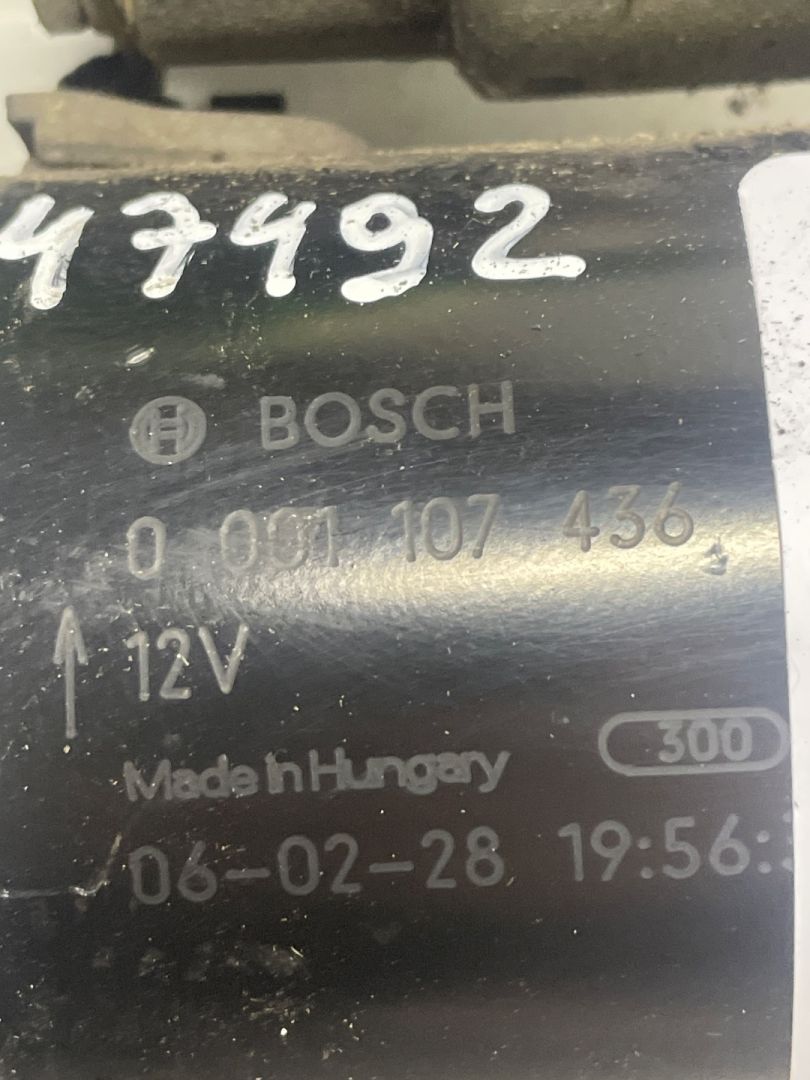 47492
BOSCH
0 001 107 436
12V
300
Made in Hungary
06-02-28 19:56: